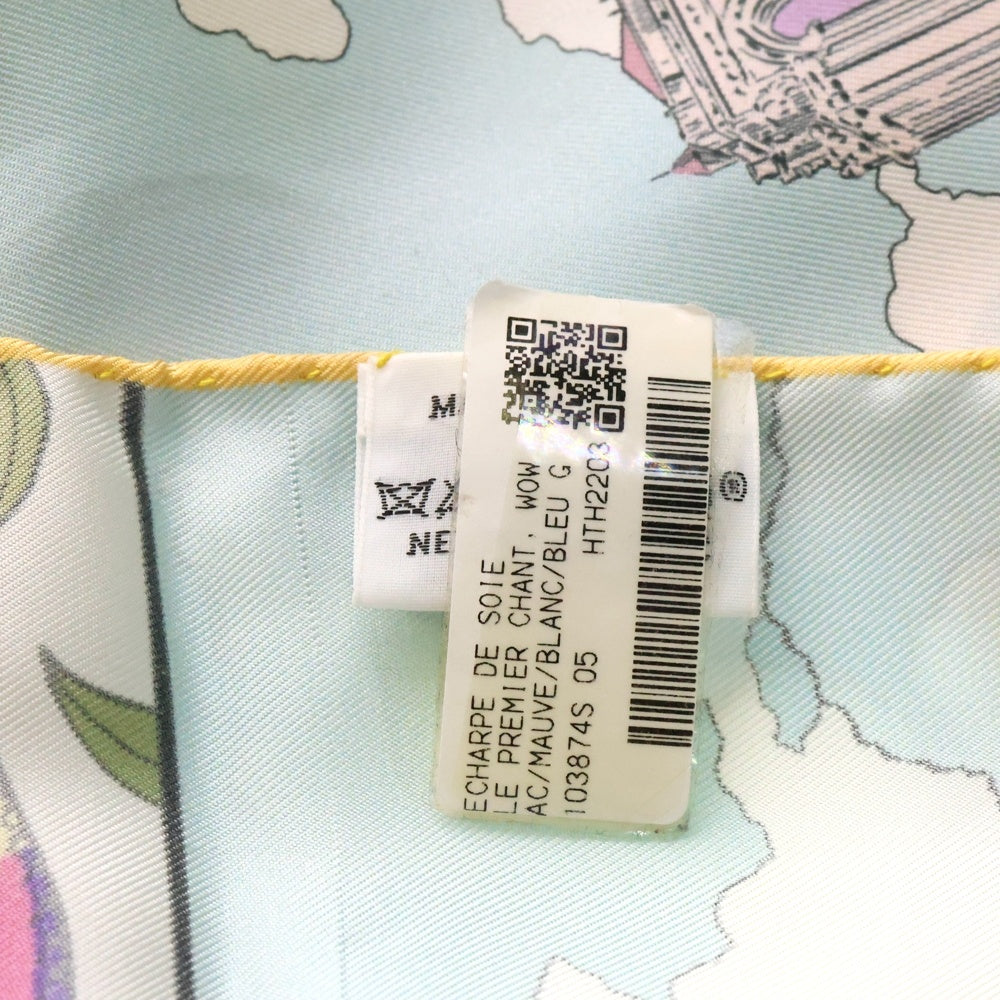 ECHARPE DE SOIE
LE PREMIER CHANT, WOW
AC/MAUVE/BLANC/BLEU G
103874S 05 HTH2203
NE